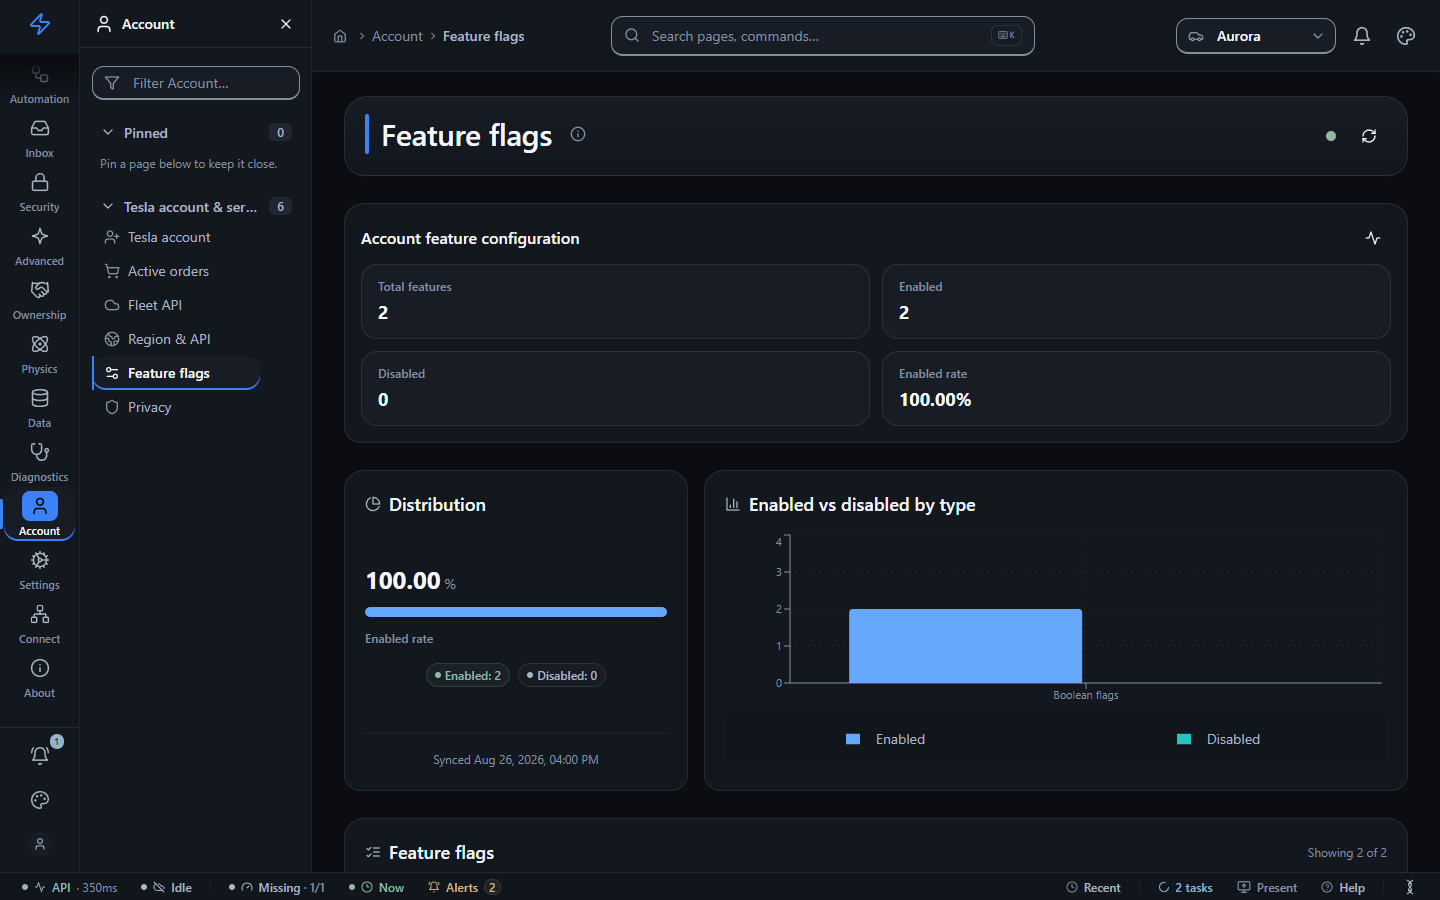 Account
Account
Feature flags
Search pages, commands...
K
Aurora
Automation
Inbox
Security
Advanced
Ownership
Physics
Data
Diagnostics
Account
Settings
Connect
About
1
Filter Account...
Pinned
0
Pin a page below to keep it close.
Tesla account & ser...
6
Tesla account
Active orders
Fleet API
Region & API
Feature flags
Privacy
Feature flags
Account feature configuration
Total features
2
Enabled
2
Disabled
0
Enabled rate
100.00%
Distribution
100.00 %
Enabled rate
Enabled: 2
Disabled: 0
Synced Aug 26, 2026, 04:00 PM
Enabled vs disabled by type
4
3
2
1
0
Boolean flags
Enabled
Disabled
Feature flags
Showing 2 of 2
API · 350ms
Idle
Missing · 1/1
Now
Alerts 2
Recent
2 tasks
Present
Help